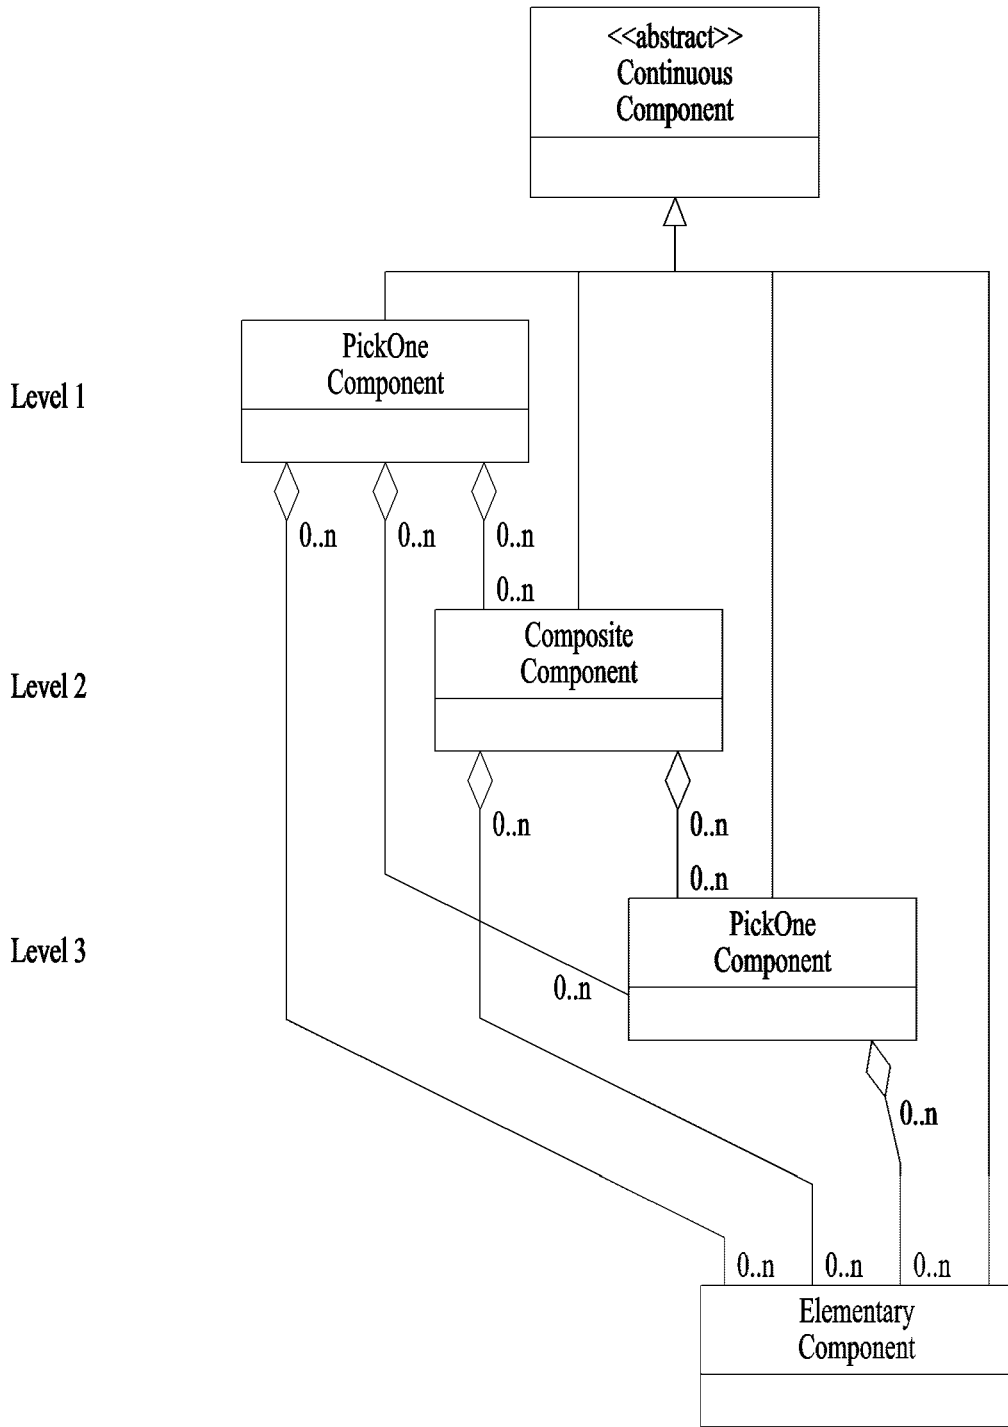 <<abstract>>
Continuous
Component
PickOne
Component
Level 1
0..n
0..n
0..n
0..n
Composite
Component
Level 2
0..n
0..n
0..n
PickOne
Component
Level 3
0..n
0..n
0..n
0..n
0..n
Elementary
Component